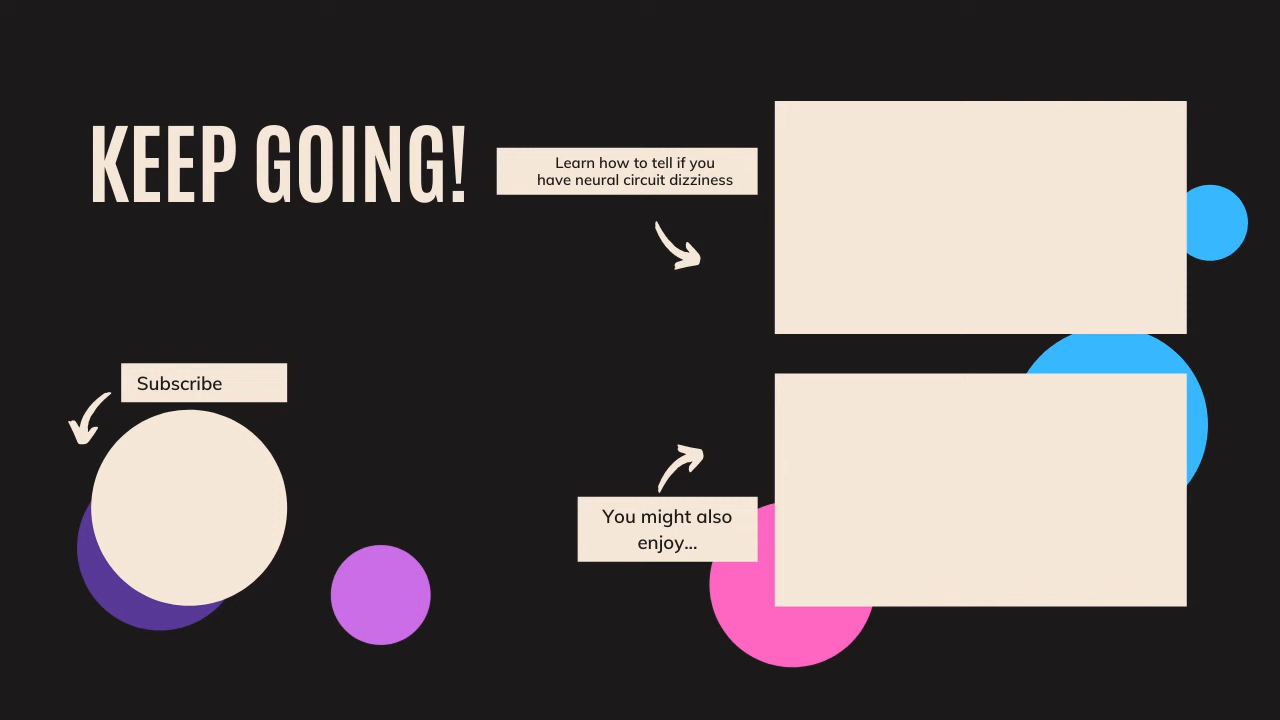 KEEP GOING!
Learn how to tell if you
have neural circuit dizziness
Subscribe
You might also
enjoy...